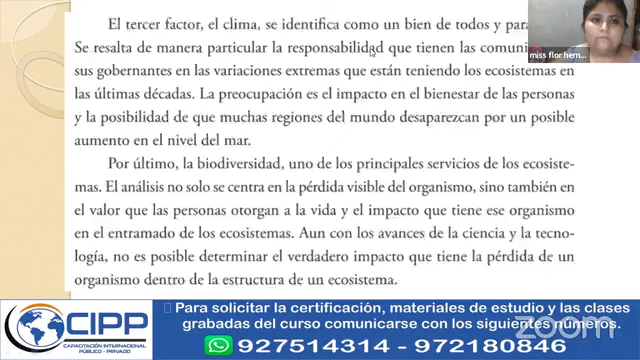 El tercer factor, el clima, se identifica como un bien de todos y para
Se resalta de manera particular la responsabilidad que tienen las
sus gobernantes en las variaciones extremas que están teniendo los ecosistemas en
las últimas décadas. La preocupación es el impacto en el bienestar de las personas
y la posibilidad de que muchas regiones del mundo desaparezcan por un posible
aumento en el nivel del mar.
Por último, la biodiversidad, uno de los principales servicios de los ecosiste-
mas. El análisis no solo se centra en la pérdida visible del organismo, sino también en
el valor que las personas otorgan a la vida y el impacto que tiene ese organismo
en el entramado de los ecosistemas. Aun con los avances de la ciencia y la tecno-
logía, no es posible determinar el verdadero impacto que tiene la pérdida de un
organismo dentro de la estructura de un ecosistema.
miss flor hern...
CIPP
CAPACITACIÓN INTERNACIONAL
PÚBLICO - PRIVADO
Para solicitar la certificación, materiales de estudio y las clases
grabadas del curso comunicarse con los siguientes números.
927514314 - 972180846
zoom